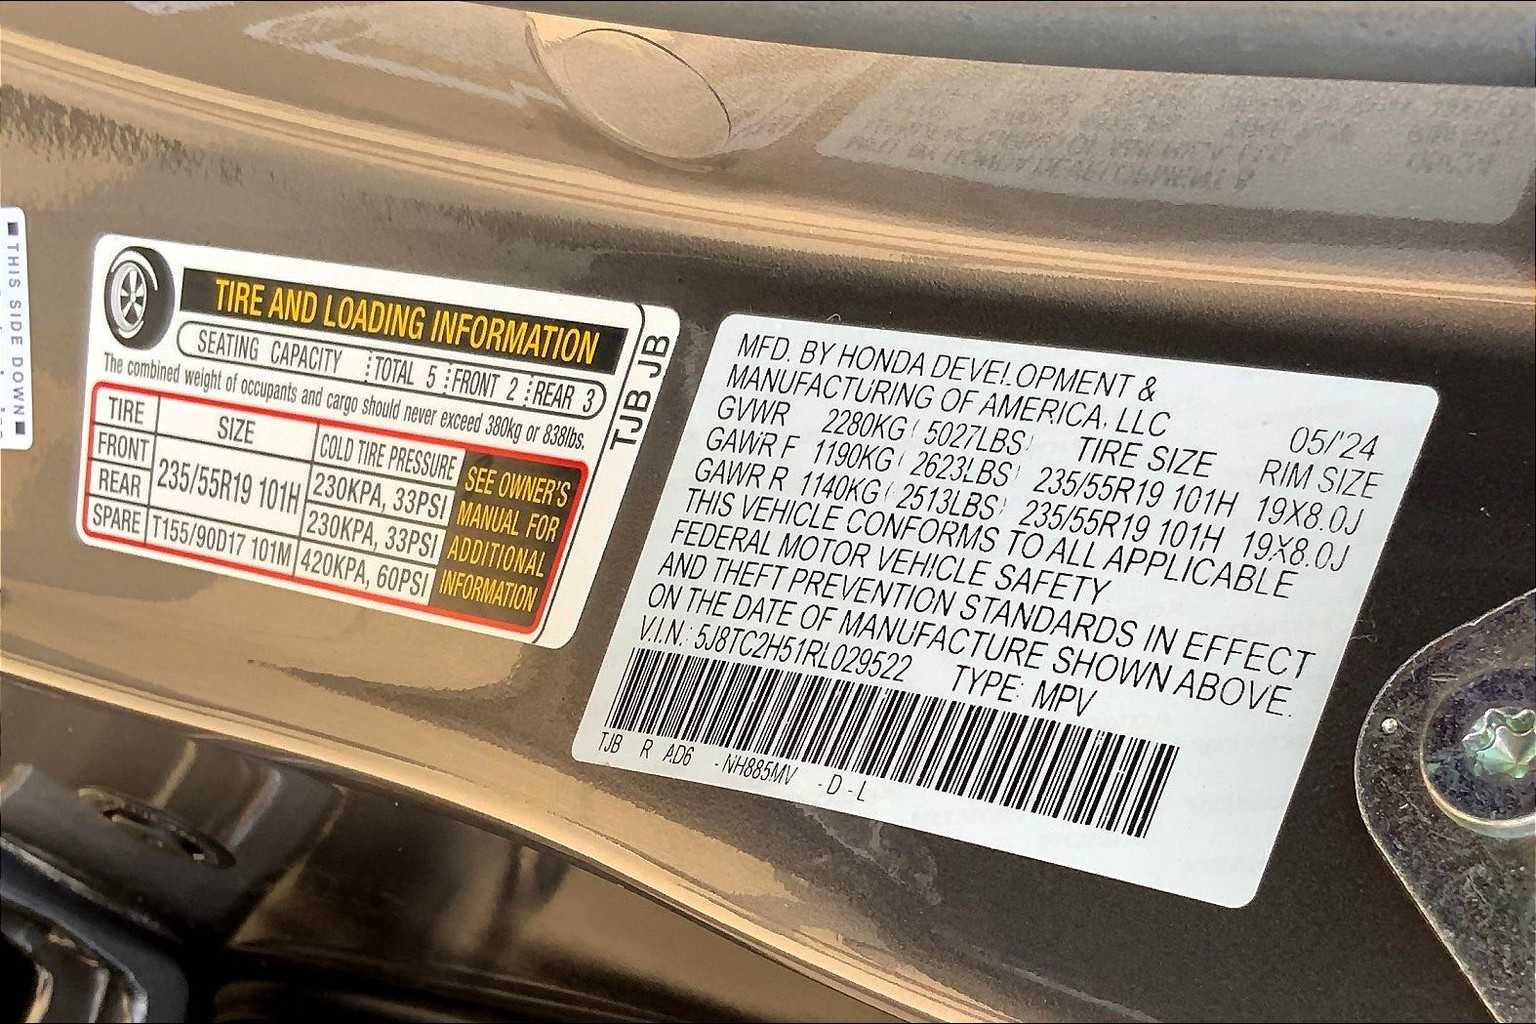 THIS SIDE DOWN
TIRE AND LOADING INFORMATION
SEATING CAPACITY TOTAL 5 FRONT 2 REAR 3
The combined weight of occupants and cargo should never exceed 380kg or 838lbs.
TIRE SIZE COLD TIRE PRESSURE
FRONT 235/55R19 101H 230KPA, 33PSI
REAR 230KPA, 33PSI
SPARE T155/90D17 101M 420KPA, 60PSI
SEE OWNER'S
MANUAL FOR
ADDITIONAL
INFORMATION
TJB JB
MFD. BY HONDA DEVELOPMENT &
MANUFACTURING OF AMERICA, LLC 05/'24
GVWR 2280KG ( 5027LBS) TIRE SIZE RIM SIZE
GAWR F 1190KG ( 2623LBS) 235/55R19 101H 19X8.0J
GAWR R 1140KG ( 2513LBS) 235/55R19 101H 19X8.0J
THIS VEHICLE CONFORMS TO ALL APPLICABLE
FEDERAL MOTOR VEHICLE SAFETY
AND THEFT PREVENTION STANDARDS IN EFFECT
ON THE DATE OF MANUFACTURE SHOWN ABOVE.
V.I.N.: 5J8TC2H51RL029522 TYPE: MPV
TJB R AD6 - NH885MV - D - L